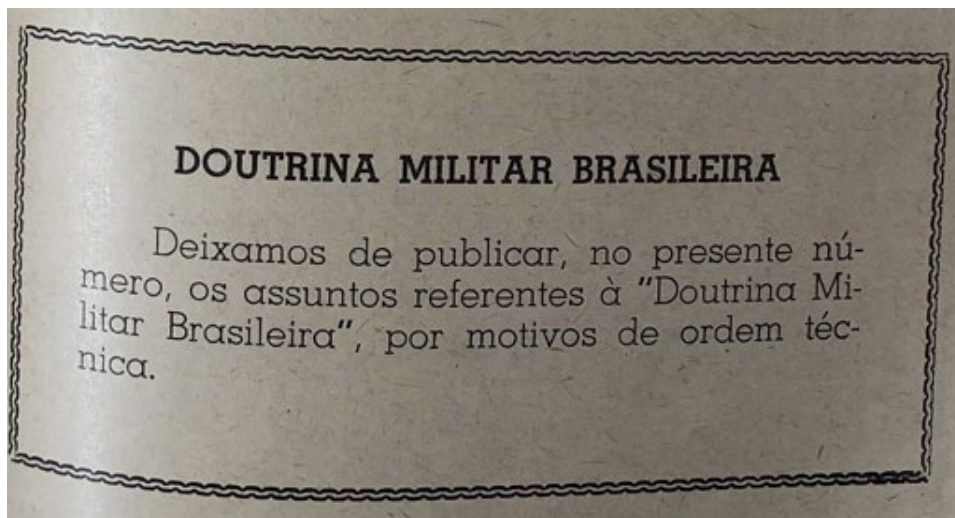 DOUTRINA MILITAR BRASILEIRA
Deixamos de publicar, no presente nú-
mero, os assuntos referentes à "Doutrina Mi-
litar Brasileira", por motivos de ordem téc-
nica.